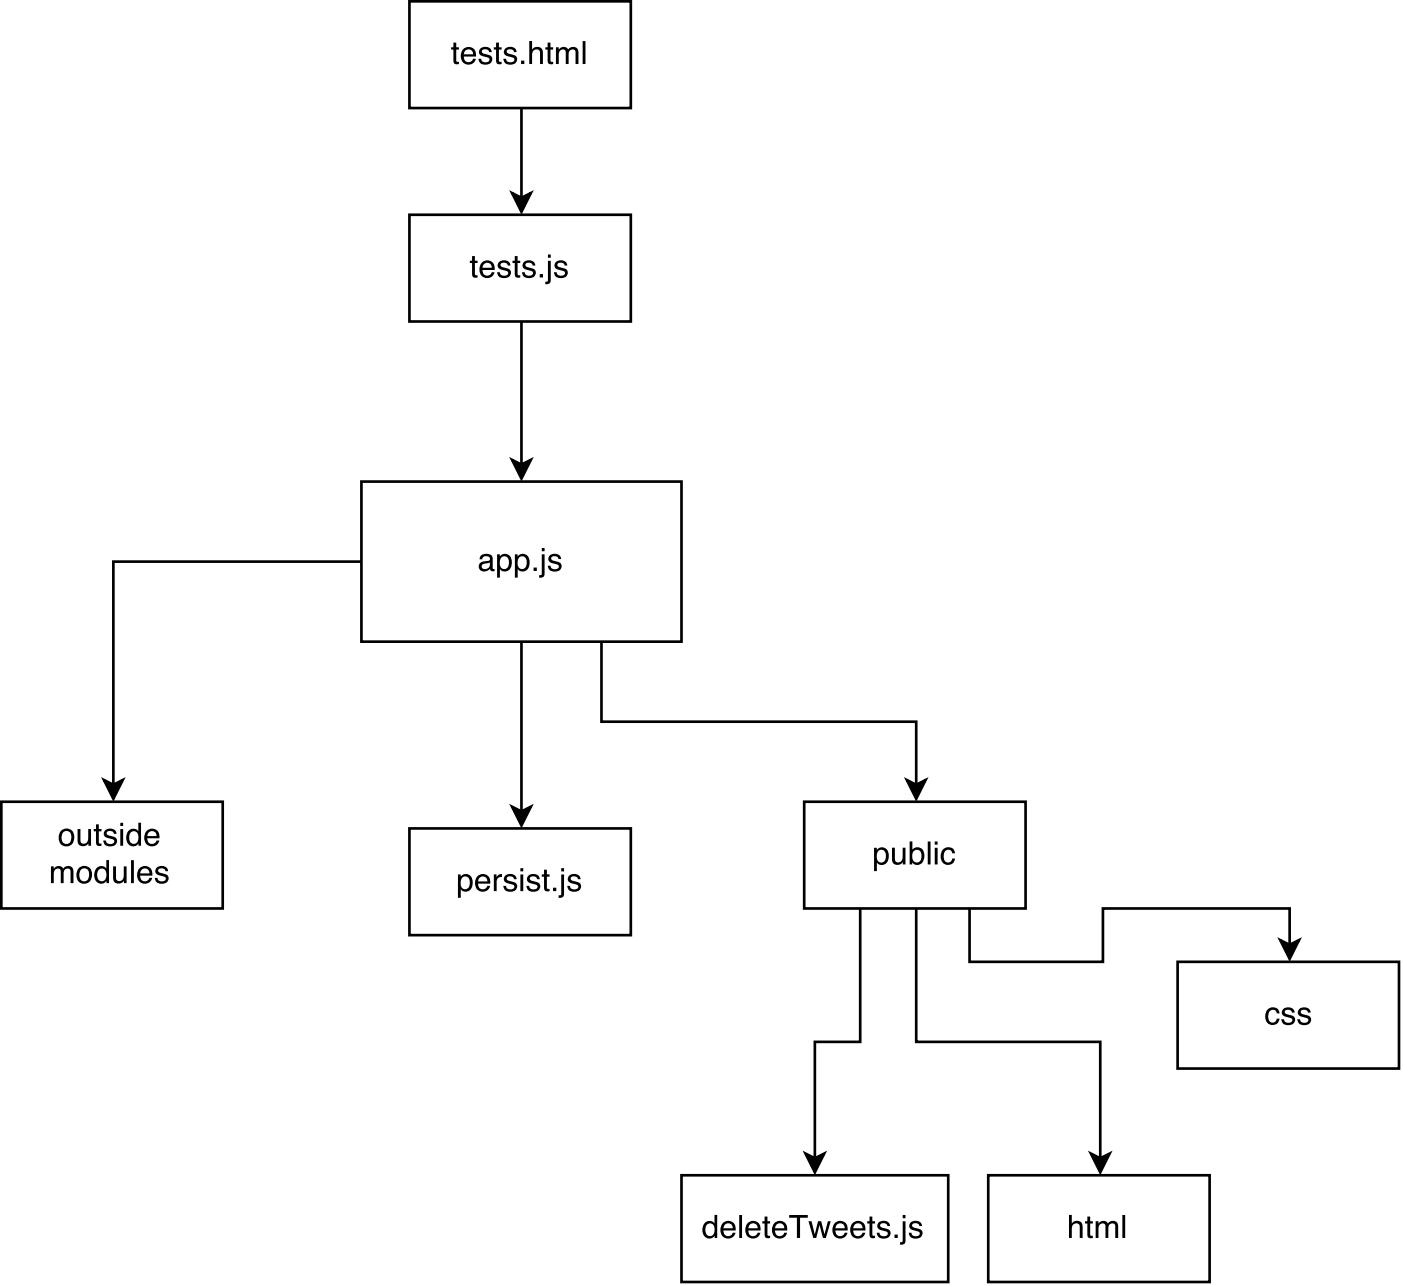 tests.html
tests.js
app.js
outside
modules
persist.js
public
css
deleteTweets.js
html